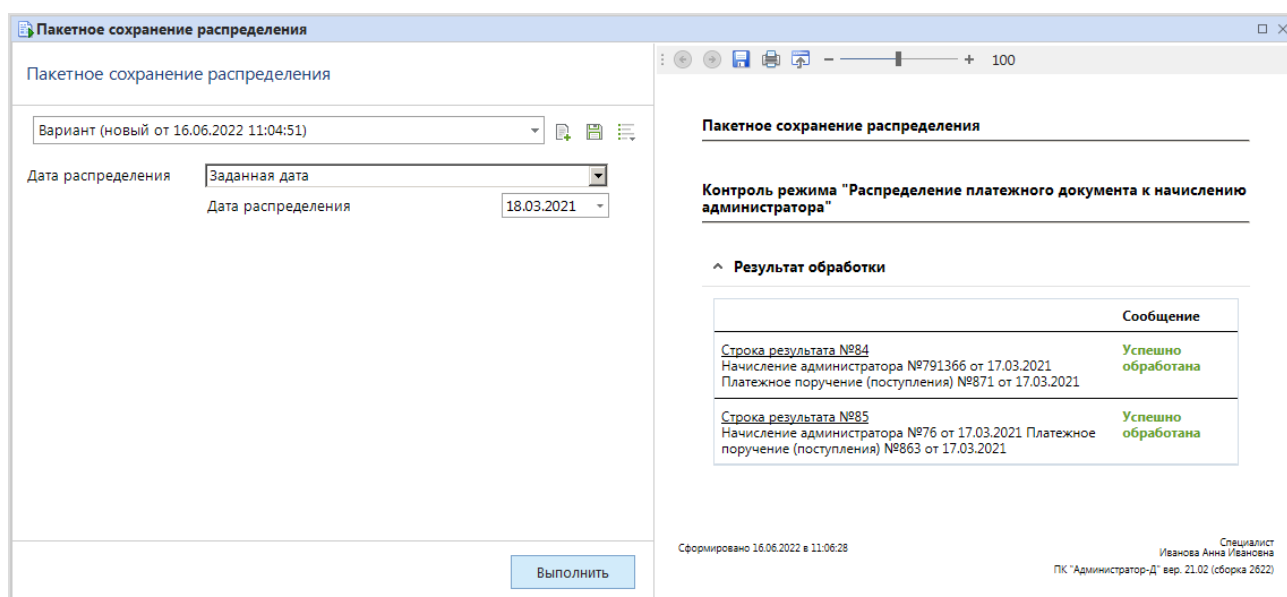 Пакетное сохранение распределения
Пакетное сохранение распределения
Вариант (новый от 16.06.2022 11:04:51)
Дата распределения Заданная дата
Дата распределения 18.03.2021
Выполнить
100
Пакетное сохранение распределения
Контроль режима "Распределение платежного документа к начислению
администратора"
Результат обработки
Сообщение
Строка результата №84
Начисление администратора №791366 от 17.03.2021
Платежное поручение (поступления) №871 от 17.03.2021
Успешно
обработана
Строка результата №85
Начисление администратора №76 от 17.03.2021 Платежное
поручение (поступления) №863 от 17.03.2021
Успешно
обработана
Сформировано 16.06.2022 в 11:06:28
Специалист
Иванова Анна Ивановна
ПК "Администратор-Д" вер. 21.02 (сборка 2622)